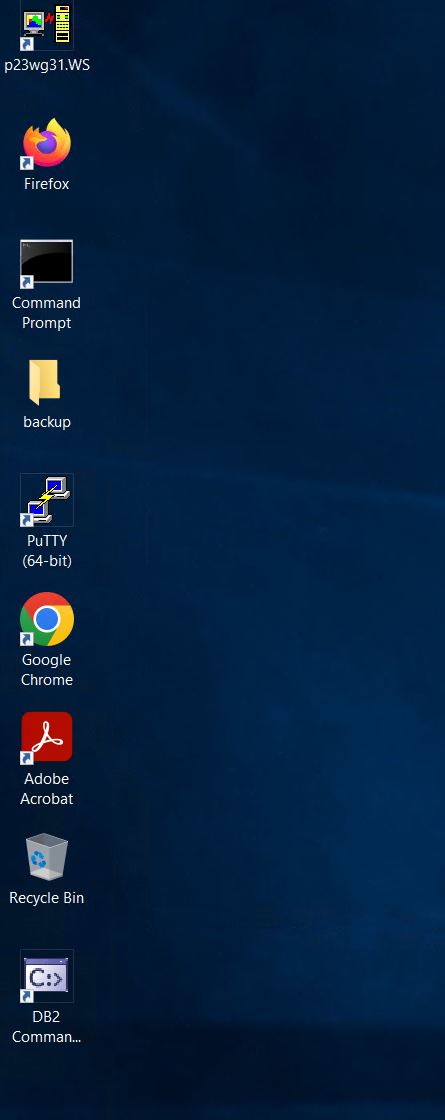 p23wg31.WS
Firefox
Command
Prompt
backup
PuTTY
(64-bit)
Google
Chrome
Adobe
Acrobat
Recycle Bin
C:>
DB2
Comman...